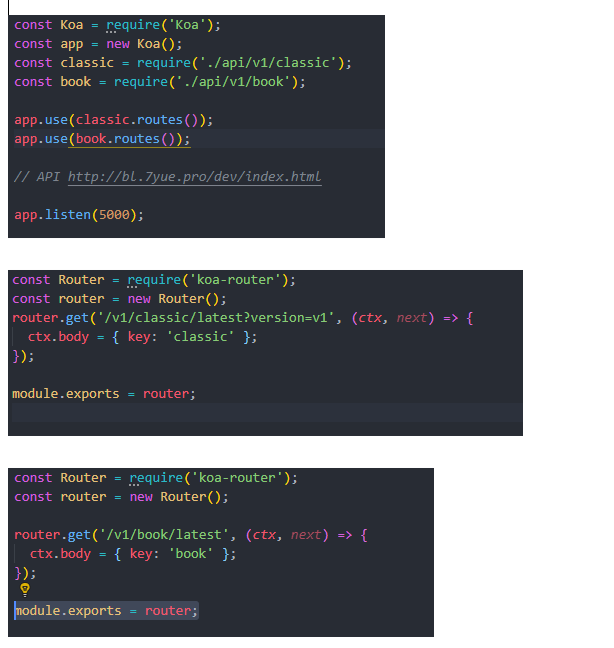 const Koa = require('Koa');
const app = new Koa();
const classic = require('./api/v1/classic');
const book = require('./api/v1/book');
app.use(classic.routes());
app.use(book.routes());
// API http://bl.7yue.pro/dev/index.html
app.listen(5000);
const Router = require('koa-router');
const router = new Router();
router.get('/v1/classic/latest?version=v1', (ctx, next) => {
  ctx.body = { key: 'classic' };
});
module.exports = router;
const Router = require('koa-router');
const router = new Router();
router.get('/v1/book/latest', (ctx, next) => {
  ctx.body = { key: 'book' };
});
module.exports = router;